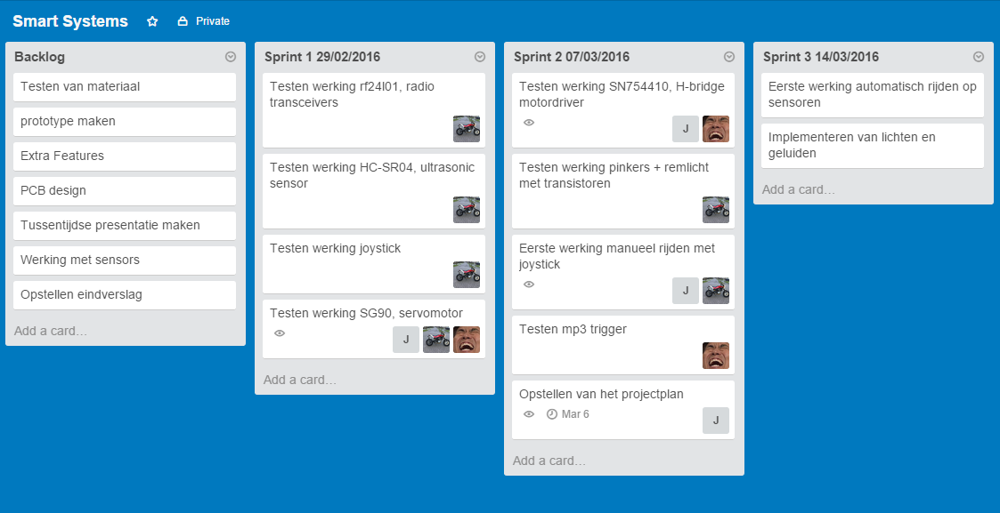 Smart Systems
Private
Backlog
Testen van materiaal
prototype maken
Extra Features
PCB design
Tussentijdse presentatie maken
Werking met sensors
Opstellen eindverslag
Add a card…
Sprint 1 29/02/2016
Testen werking rf24l01, radio
transceivers
Testen werking HC-SR04, ultrasonic
sensor
Testen werking joystick
Testen werking SG90, servomotor
J
Add a card…
Sprint 2 07/03/2016
Testen werking SN754410, H-bridge
motordriver
J
Testen werking pinkers + remlicht
met transistoren
Eerste werking manueel rijden met
joystick
J
Testen mp3 trigger
Opstellen van het projectplan
Mar 6
J
Add a card…
Sprint 3 14/03/2016
Eerste werking automatisch rijden op
sensoren
Implementeren van lichten en
geluiden
Add a card…